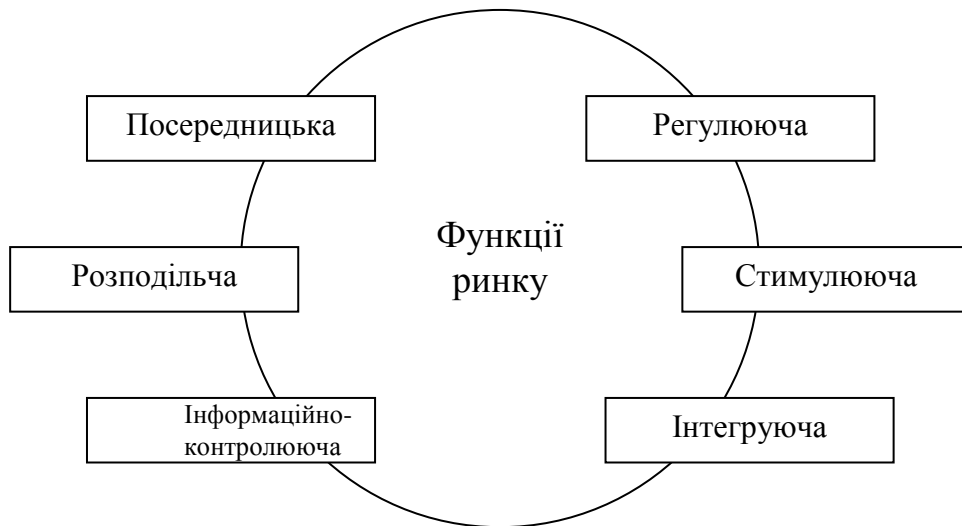 Посередницька
Регулююча
Функції
ринку
Розподільча
Стимулююча
Інформаційно-
контролююча
Інтегруюча